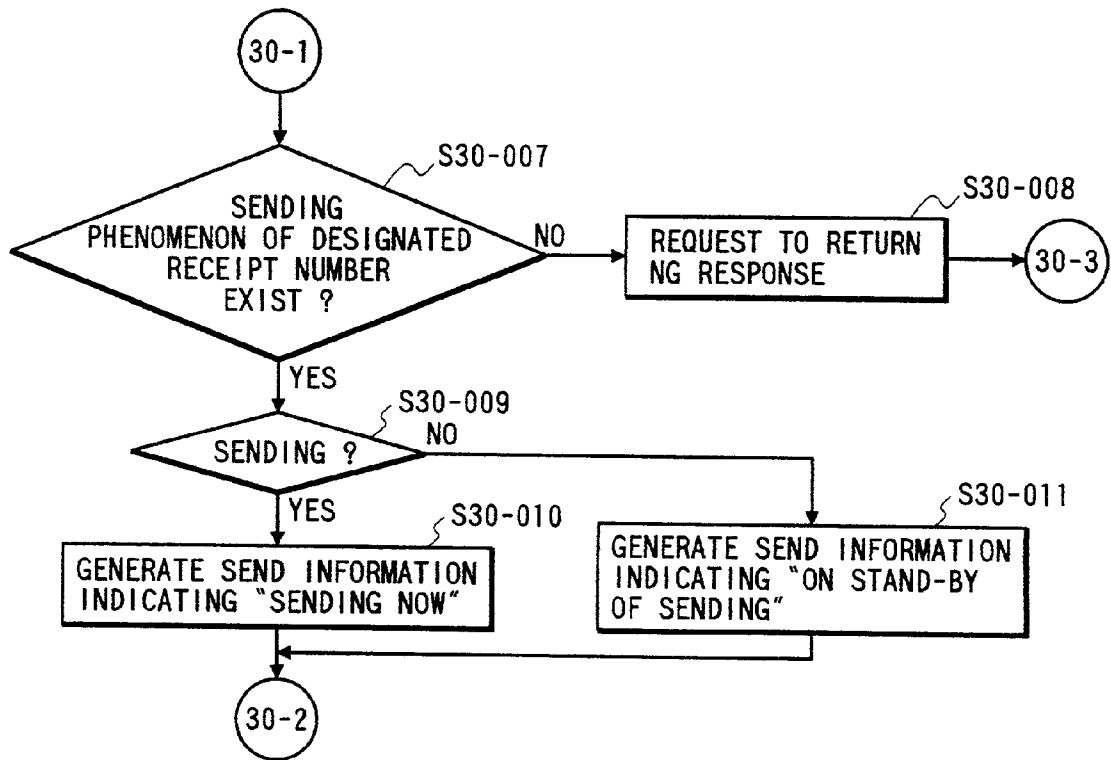 30-1
S30-007
SENDING
PHENOMENON OF DESIGNATED
RECEIPT NUMBER
EXIST ?
NO
S30-008
REQUEST TO RETURN
NG RESPONSE
30-3
YES
S30-009
SENDING ?
NO
YES
S30-010
GENERATE SEND INFORMATION
INDICATING "SENDING NOW"
S30-011
GENERATE SEND INFORMATION
INDICATING "ON STAND-BY
OF SENDING"
30-2